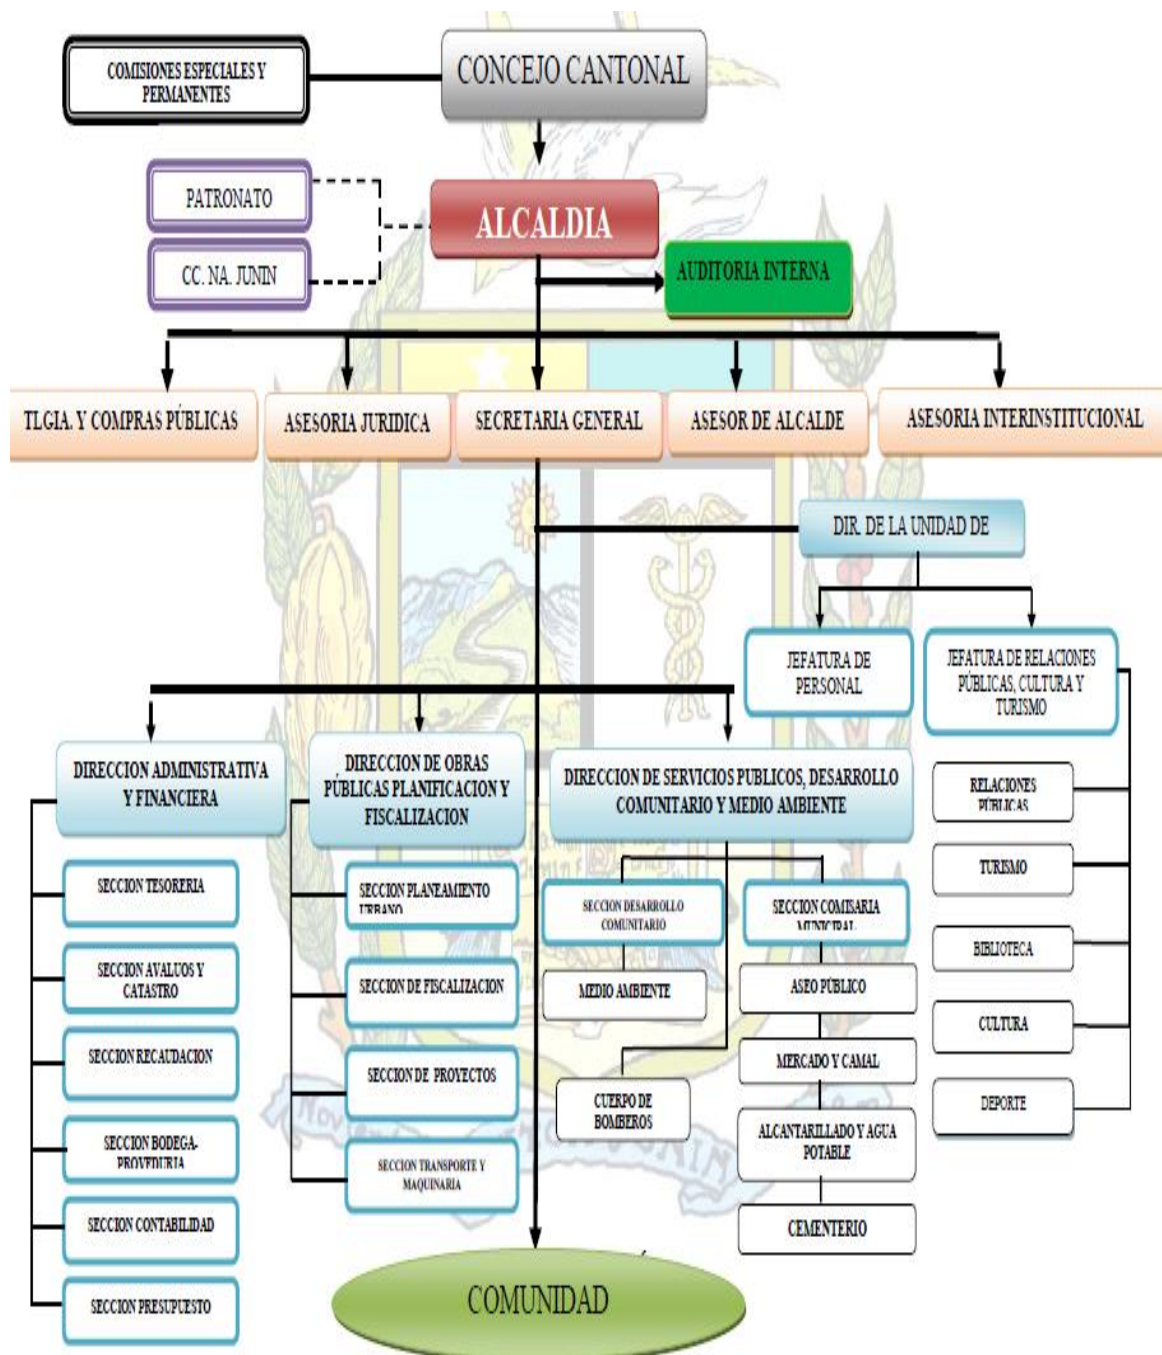 COMISIONES ESPECIALES Y
PERMANENTES
CONCEJO CANTONAL
PATRONATO
CC. NA. JUNIN
ALCALDIA
AUDITORIA INTERNA
TLGIA. Y COMPRAS PÚBLICAS
ASESORIA JURIDICA
SECRETARIA GENERAL
ASESOR DE ALCALDE
ASESORIA INTERINSTITUCIONAL
DIR. DE LA UNIDAD DE
JEFATURA DE
PERSONAL
JEFATURA DE RELACIONES
PÚBLICAS, CULTURA Y
TURISMO
RELACIONES
PÚBLICAS
TURISMO
BIBLIOTECA
CULTURA
DEPORTE
DIRECCION ADMINISTRATIVA
Y FINANCIERA
SECCION TESORERIA
SECCION AVALUOS Y
CATASTRO
SECCION RECAUDACION
SECCION BODEGA-
PROVEDURIA
SECCION CONTABILIDAD
SECCION PRESUPUESTO
DIRECCION DE OBRAS
PÚBLICAS PLANIFICACION Y
FISCALIZACION
SECCION PLANEAMIENTO
URBANO
SECCION DE FISCALIZACION
SECCION DE PROYECTOS
SECCION TRANSPORTE Y
MAQUINARIA
DIRECCION DE SERVICIOS PUBLICOS, DESARROLLO
COMUNITARIO Y MEDIO AMBIENTE
SECCION DESARROLLO
COMUNITARIO
MEDIO AMBIENTE
CUERPO DE
BOMBEROS
SECCION COMISARIA
MUNICIPAL
ASEO PÚBLICO
MERCADO Y CAMAL
ALCANTARILLADO Y AGUA
POTABLE
CEMENTERIO
COMUNIDAD